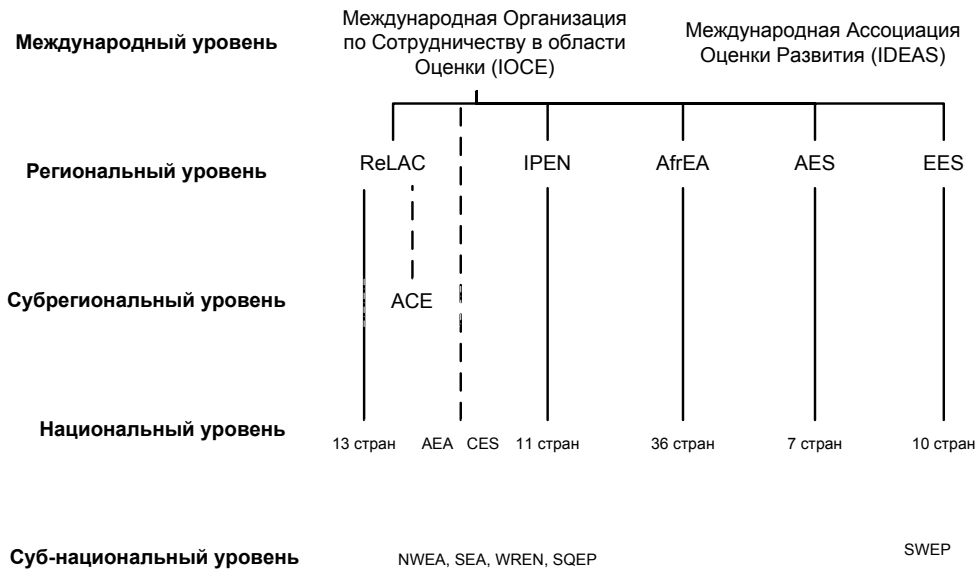 Международный уровень
Международная Организация
по Сотрудничеству в области
Оценки (IOCE)
Международная Ассоциация
Оценки Развития (IDEAS)
Региональный уровень
ReLAC IPEN AfrEA AES EES
Субрегиональный уровень
ACE
Национальный уровень
13 стран AEA CES 11 стран 36 стран 7 стран 10 стран
Суб-национальный уровень
NWEA, SEA, WREN, SQEP
SWEP